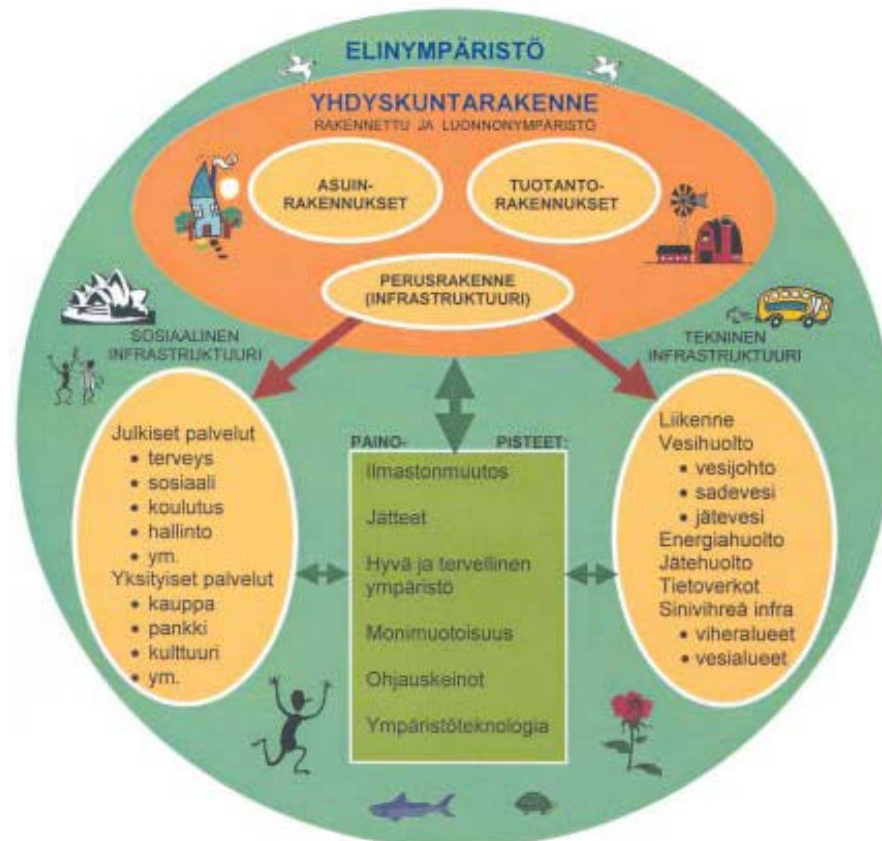 ELINYMPÄRISTÖ
YHDYSKUNTARAKENNE
RAKENNETTU JA LUONNONYMPÄRISTÖ
ASUIN-
RAKENNUKSET
TUOTANTO-
RAKENNUKSET
PERUSRAKENNE
(INFRASTRUKTUURI)
SOSIAALINEN
INFRASTRUKTUURI
TEKNINEN
INFRASTRUKTUURI
Julkiset palvelut
• terveys
• sosiaali
• koulutus
• hallinto
• ym.
Yksityiset palvelut
• kauppa
• pankki
• kulttuuri
• ym.
PAINO- PISTEET:
Ilmastonmuutos
Jätteet
Hyvä ja tervellinen
ympäristö
Monimuotoisuus
Ohjauskeinot
Ympäristöteknologia
Liikenne
Vesihuolto
• vesijohto
• sadevesi
• jätevesi
Energiahuolto
Jätehuolto
Tietoverkot
Sinivihreä infra
• viheralueet
• vesialueet